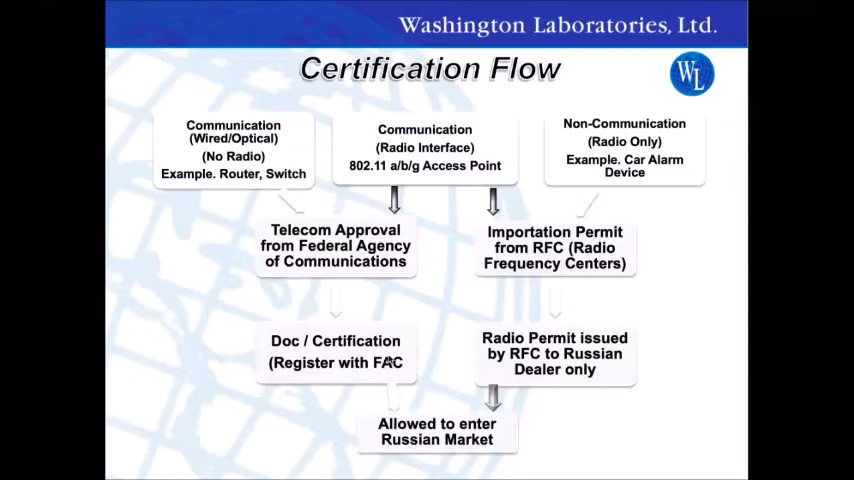 Washington Laboratories, Ltd.
Certification Flow
WL
Communication
(Wired/Optical)
(No Radio)
Example. Router, Switch
Communication
(Radio Interface)
802.11 a/b/g Access Point
Non-Communication
(Radio Only)
Example. Car Alarm
Device
Telecom Approval
from Federal Agency
of Communications
Importation Permit
from RFC (Radio
Frequency Centers)
Doc / Certification
(Register with FAC
Radio Permit issued
by RFC to Russian
Dealer only
Allowed to enter
Russian Market